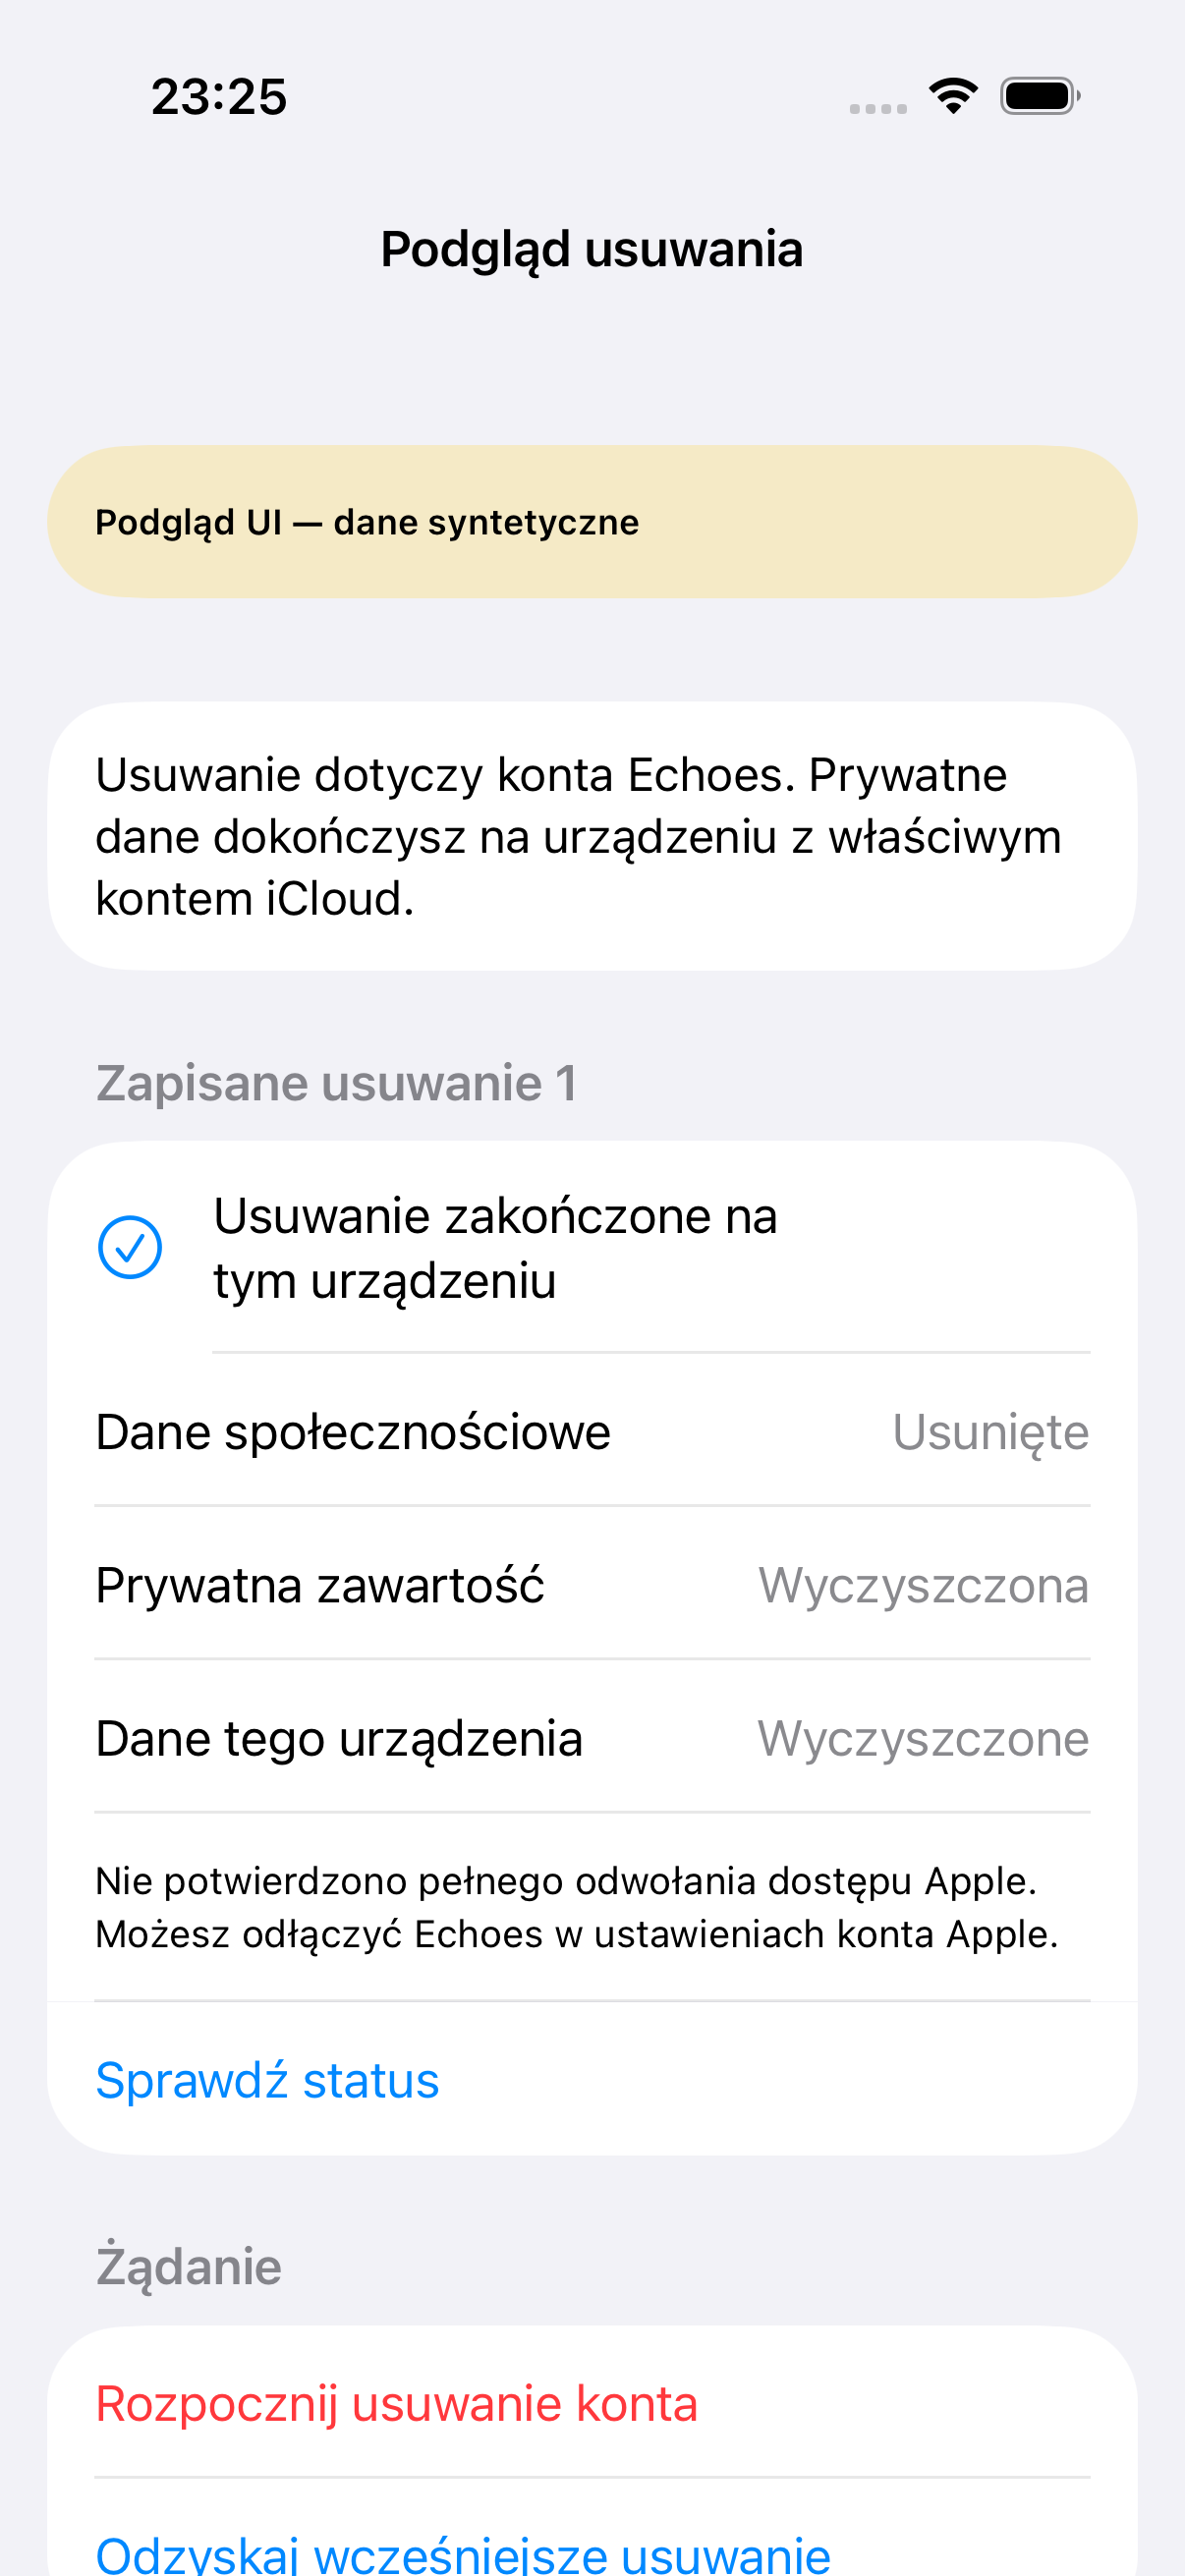 23:25
Podgląd usuwania
Podgląd UI — dane syntetyczne
Usuwanie dotyczy konta Echoes. Prywatne
dane dokończysz na urządzeniu z właściwym
kontem iCloud.
Zapisane usuwanie 1
Usuwanie zakończone na
tym urządzeniu
Dane społecznościowe Usunięte
Prywatna zawartość Wyczyszczona
Dane tego urządzenia Wyczyszczone
Nie potwierdzono pełnego odwołania dostępu Apple.
Możesz odłączyć Echoes w ustawieniach konta Apple.
Sprawdź status
Żądanie
Rozpocznij usuwanie konta
Odzyskaj wcześniejsze usuwanie